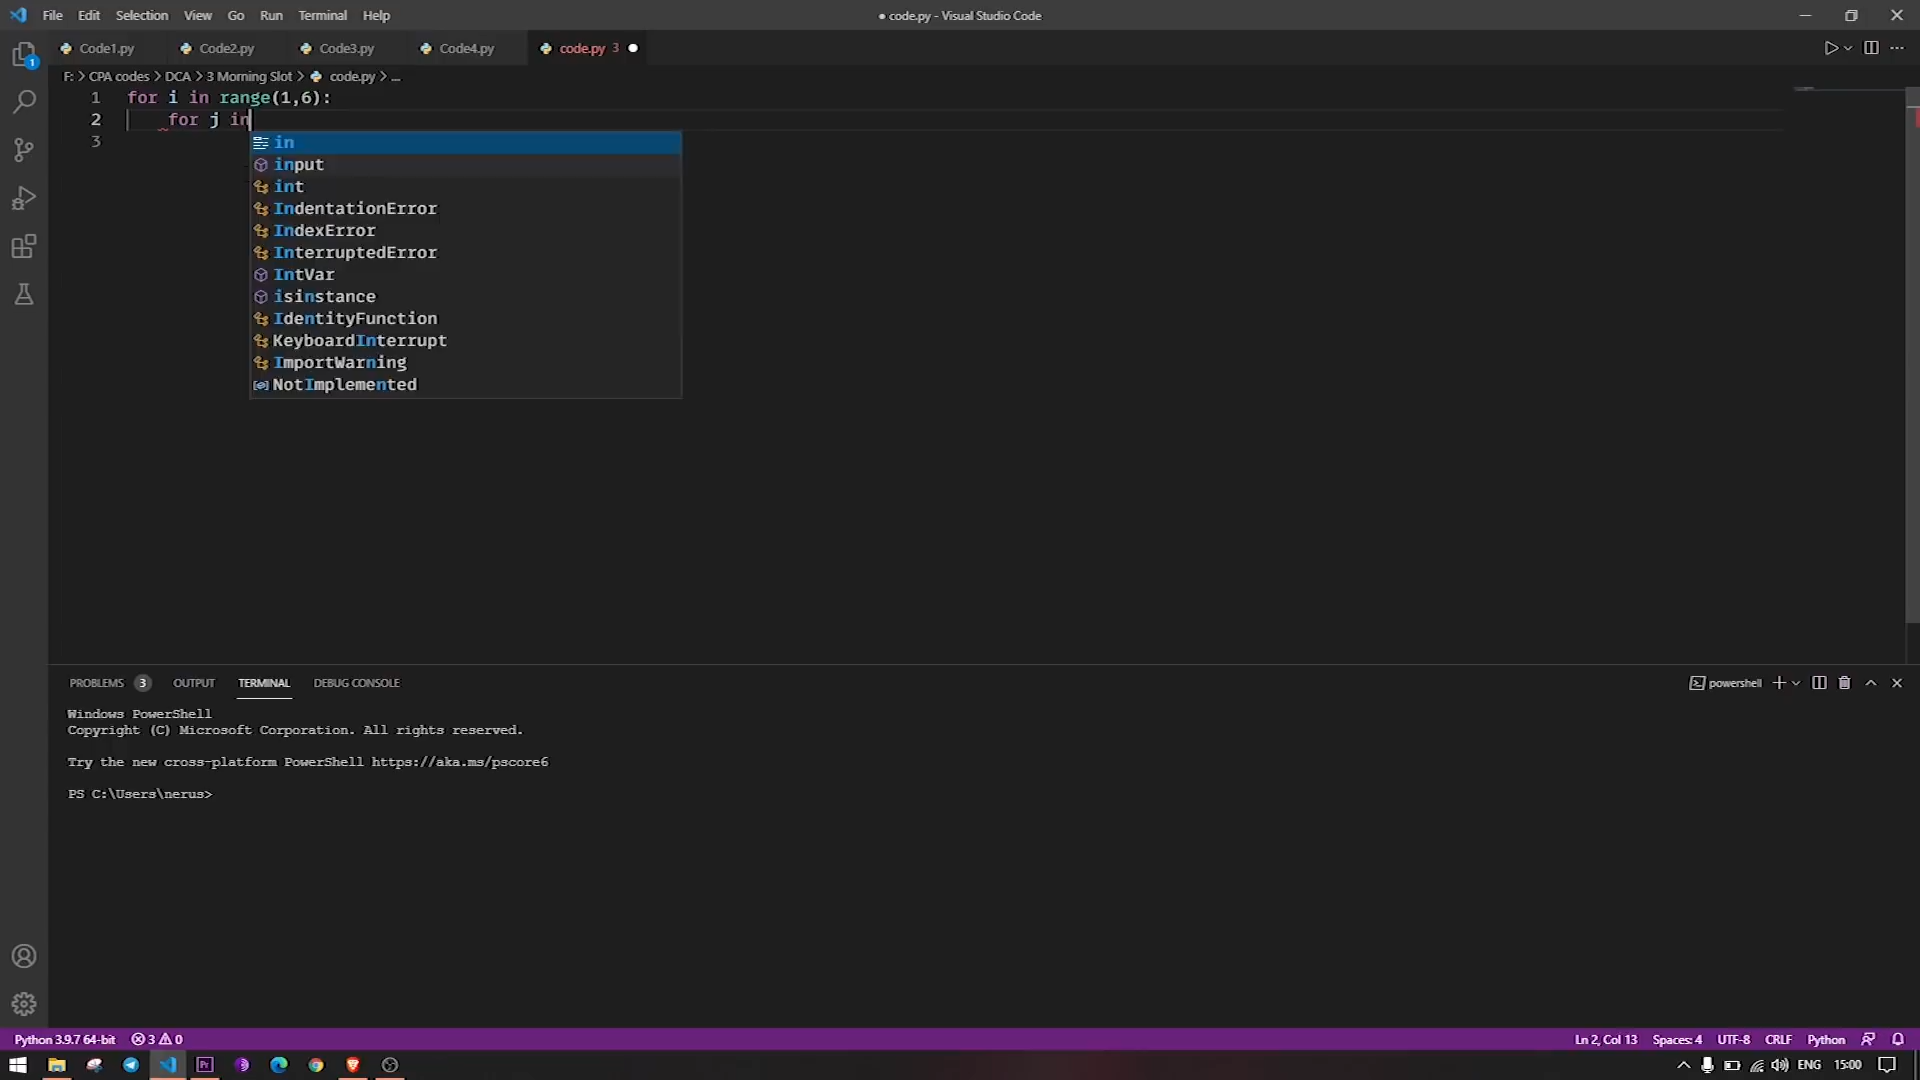 File Edit Selection View Go Run Terminal Help
● code.py - Visual Studio Code
Code1.py Code2.py Code3.py Code4.py code.py 3
F: > CPA codes > DCA > 3 Morning Slot > code.py > ...
1 for i in range(1,6):
2 for j in
3
in
input
int
IndentationError
IndexError
InterruptedError
IntVar
isinstance
IdentityFunction
KeyboardInterrupt
ImportWarning
NotImplemented
1
PROBLEMS 3 OUTPUT TERMINAL DEBUG CONSOLE
powershell
Windows PowerShell
Copyright (C) Microsoft Corporation. All rights reserved.
Try the new cross-platform PowerShell https://aka.ms/pscore6
PS C:\Users\nerus>
Python 3.9.7 64-bit 3 0
Ln 2, Col 13 Spaces: 4 UTF-8 CRLF Python
Pr
ENG 15:00